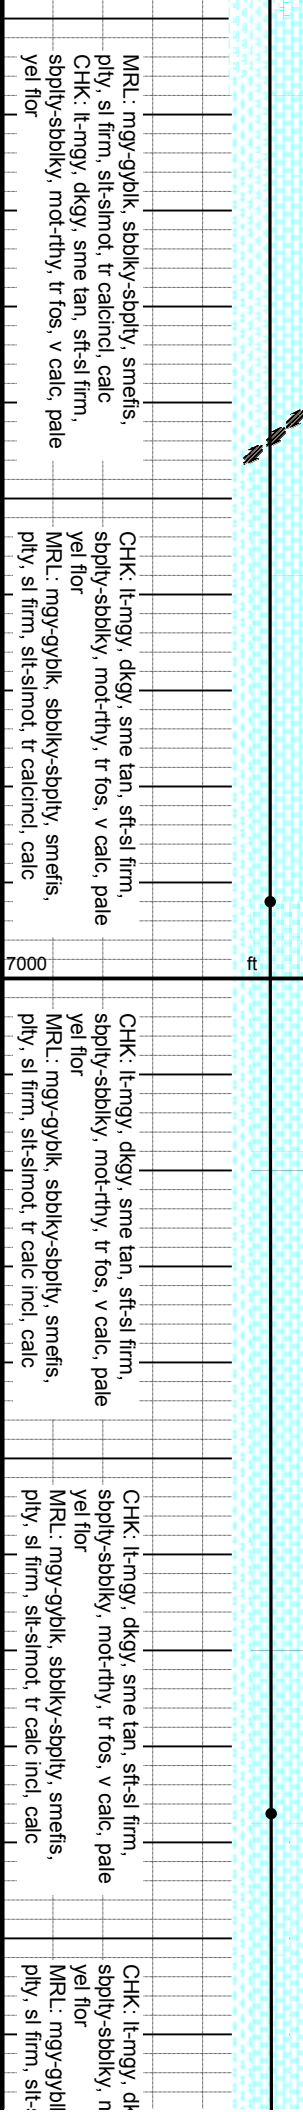 MRL: mgy-gyblk, sbblky-sbplty, smefis,
plty, sl firm, slt-slmot, tr calcincl, calc
CHK: lt-mgy, dkgy, sme tan, sft-sl firm,
sbplty-sbblky, mot-rthy, tr fos, v calc, pale
yel flor
CHK: lt-mgy, dkgy, sme tan, sft-sl firm,
sbplty-sbblky, mot-rthy, tr fos, v calc, pale
yel flor
MRL: mgy-gyblk, sbblky-sbplty, smefis,
plty, sl firm, slt-slmot, tr calcincl, calc
7000 ft
CHK: lt-mgy, dkgy, sme tan, sft-sl firm,
sbplty-sbblky, mot-rthy, tr fos, v calc, pale
yel flor
MRL: mgy-gyblk, sbblky-sbplty, smefis,
plty, sl firm, slt-slmot, tr calc incl, calc
CHK: lt-mgy, dkgy, sme tan, sft-sl firm,
sbplty-sbblky, mot-rthy, tr fos, v calc, pale
yel flor
MRL: mgy-gyblk, sbblky-sbplty, smefis,
plty, sl firm, slt-slmot, tr calc incl, calc
CHK: lt-mgy, dk
sbplty-sbblky,
yel flor
MRL: mgy-gybl
plty, sl firm, slt-s